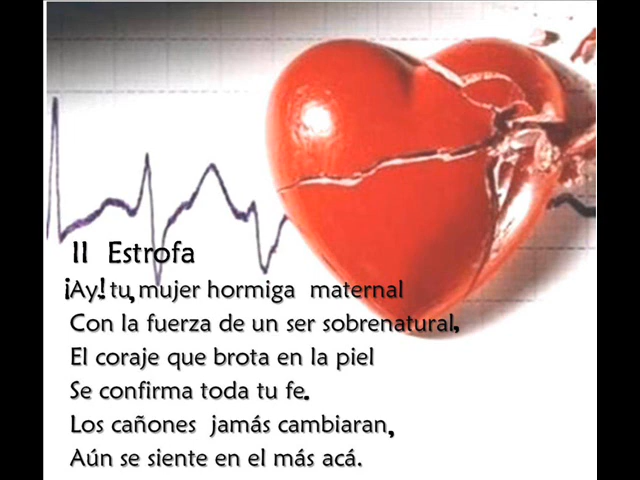 II Estrofa
¡Ay! tu, mujer hormiga maternal
Con la fuerza de un ser sobrenatural,
El coraje que brota en la piel
Se confirma toda tu fe.
Los cañones jamás cambiaran,
Aún se siente en el más acá.